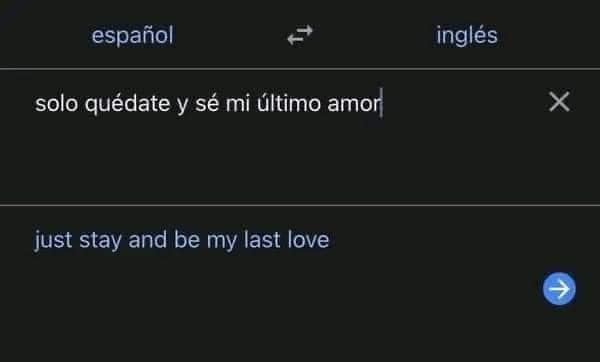 español inglés
solo quédate y sé mi último amor
just stay and be my last love